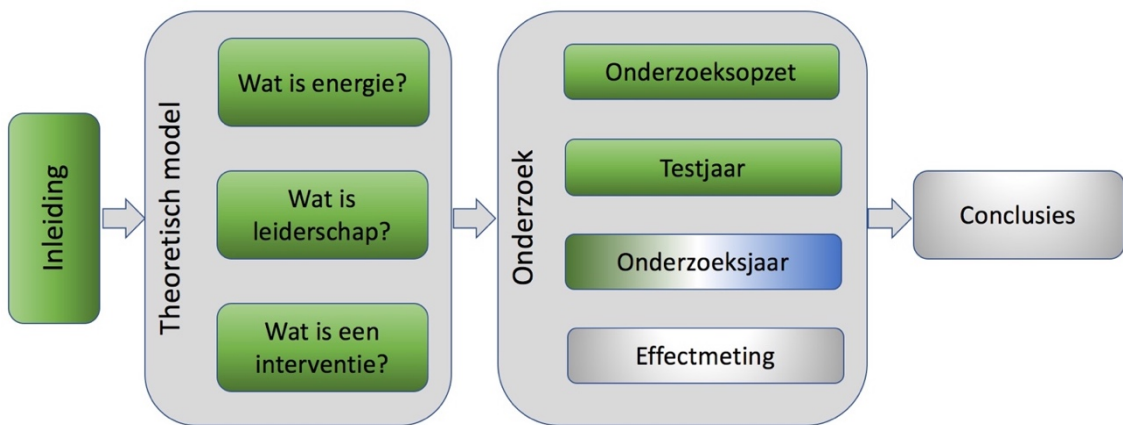 Inleiding
Theoretisch model
Wat is energie?
Wat is
leiderschap?
Wat is een
interventie?
Onderzoek
Onderzoeksopzet
Testjaar
Onderzoeksjaar
Effectmeting
Conclusies